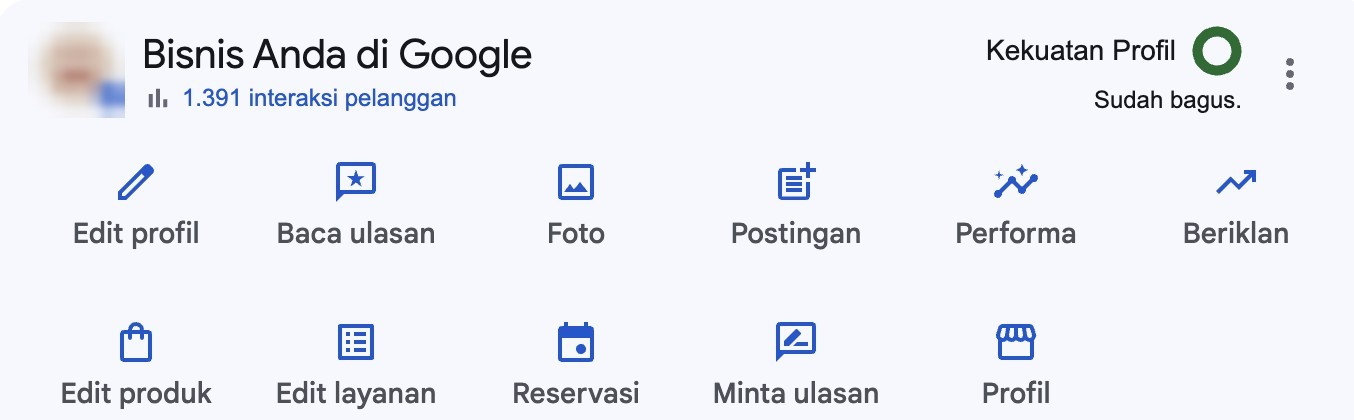 Bisnis Anda di Google
1.391 interaksi pelanggan
Kekuatan Profil
Sudah bagus.
Edit profil
Baca ulasan
Foto
Postingan
Performa
Beriklan
Edit produk
Edit layanan
Reservasi
Minta ulasan
Profil